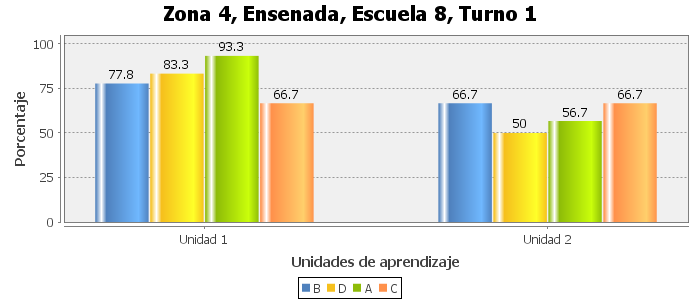 Zona 4, Ensenada, Escuela 8, Turno 1
Porcentaje
100
75
50
25
0
77.8
83.3
93.3
66.7
66.7
50
56.7
66.7
Unidad 1
Unidad 2
Unidades de aprendizaje
B D A C